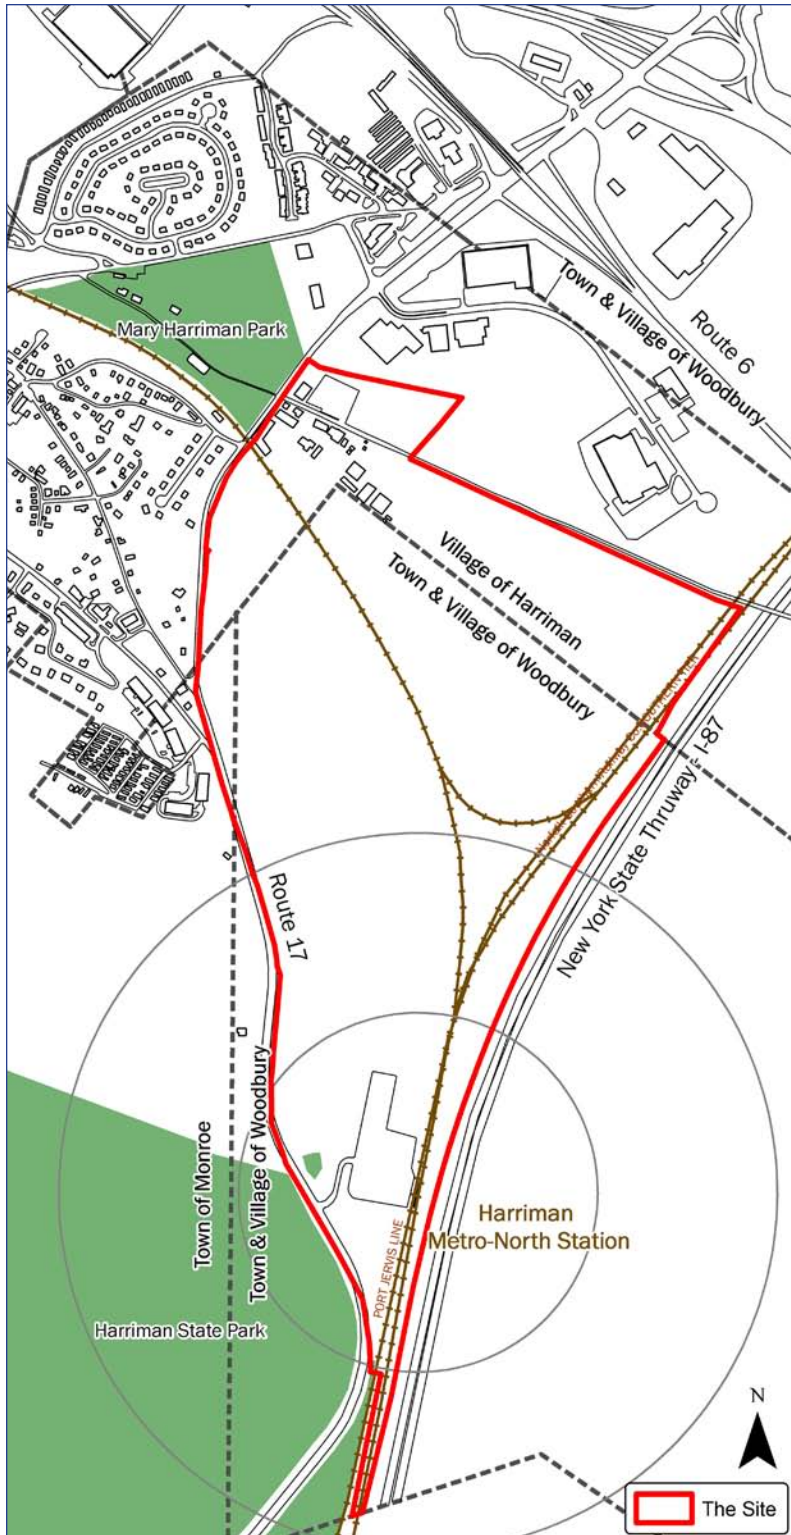 Mary Harriman Park
Town & Village of Woodbury
Route 6
Village of Harriman
Town & Village of Woodbury
New York State Thruway - I-87
Route 17
Town of Monroe
Town & Village of Woodbury
Harriman
Metro-North Station
PORT JERVIS LINE
Harriman State Park
N
The Site